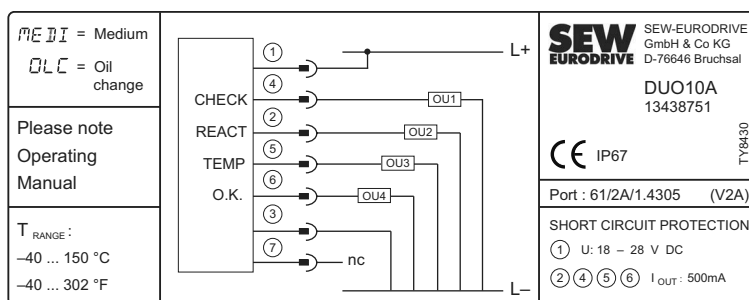 MEDI = Medium
OLC = Oil
change
Please note
Operating
Manual
T RANGE :
–40 ... 150 °C
–40 ... 302 °F
1
L+
4
CHECK
OU1
2
REACT
OU2
5
TEMP
OU3
6
O.K.
OU4
3
7
nc
L–
SEW
EURODRIVE
SEW-EURODRIVE
GmbH & Co KG
D-76646 Bruchsal
DUO10A
13438751
CE IP67
TY8430
Port : 61/2A/1.4305 (V2A)
SHORT CIRCUIT PROTECTION
1 U: 18 – 28 V DC
2 4 5 6 I OUT : 500mA